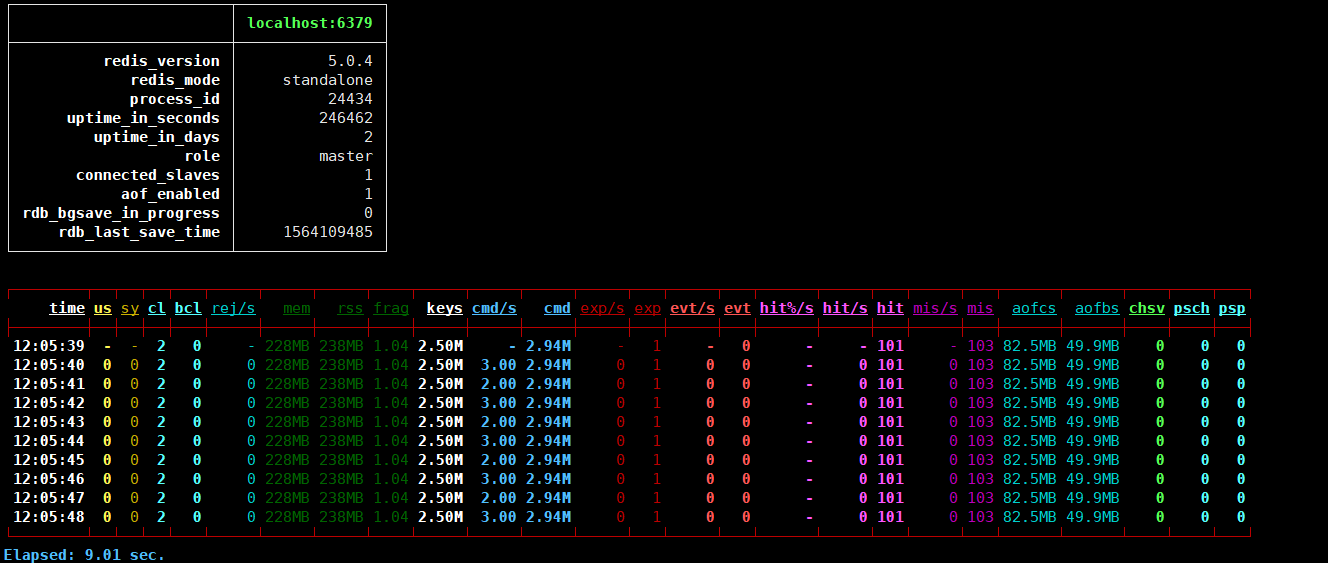 localhost:6379
redis_version 5.0.4
redis_mode standalone
process_id 24434
uptime_in_seconds 246462
uptime_in_days 2
role master
connected_slaves 1
aof_enabled 1
rdb_bgsave_in_progress 0
rdb_last_save_time 1564109485
time us sy cl bcl rej/s mem rss frag keys cmd/s cmd exp/s exp evt/s evt hit%/s hit/s hit mis/s mis aofcs aofbs chsv psch psp
12:05:39 - - 2 0 - 228MB 238MB 1.04 2.50M - 2.94M - 1 - 0 - - 101 - 103 82.5MB 49.9MB 0 0 0
12:05:40 0 0 2 0 0 228MB 238MB 1.04 2.50M 3.00 2.94M 0 1 0 0 - 0 101 0 103 82.5MB 49.9MB 0 0 0
12:05:41 0 0 2 0 0 228MB 238MB 1.04 2.50M 2.00 2.94M 0 1 0 0 - 0 101 0 103 82.5MB 49.9MB 0 0 0
12:05:42 0 0 2 0 0 228MB 238MB 1.04 2.50M 3.00 2.94M 0 1 0 0 - 0 101 0 103 82.5MB 49.9MB 0 0 0
12:05:43 0 0 2 0 0 228MB 238MB 1.04 2.50M 2.00 2.94M 0 1 0 0 - 0 101 0 103 82.5MB 49.9MB 0 0 0
12:05:44 0 0 2 0 0 228MB 238MB 1.04 2.50M 3.00 2.94M 0 1 0 0 - 0 101 0 103 82.5MB 49.9MB 0 0 0
12:05:45 0 0 2 0 0 228MB 238MB 1.04 2.50M 2.00 2.94M 0 1 0 0 - 0 101 0 103 82.5MB 49.9MB 0 0 0
12:05:46 0 0 2 0 0 228MB 238MB 1.04 2.50M 3.00 2.94M 0 1 0 0 - 0 101 0 103 82.5MB 49.9MB 0 0 0
12:05:47 0 0 2 0 0 228MB 238MB 1.04 2.50M 2.00 2.94M 0 1 0 0 - 0 101 0 103 82.5MB 49.9MB 0 0 0
12:05:48 0 0 2 0 0 228MB 238MB 1.04 2.50M 3.00 2.94M 0 1 0 0 - 0 101 0 103 82.5MB 49.9MB 0 0 0
Elapsed: 9.01 sec.